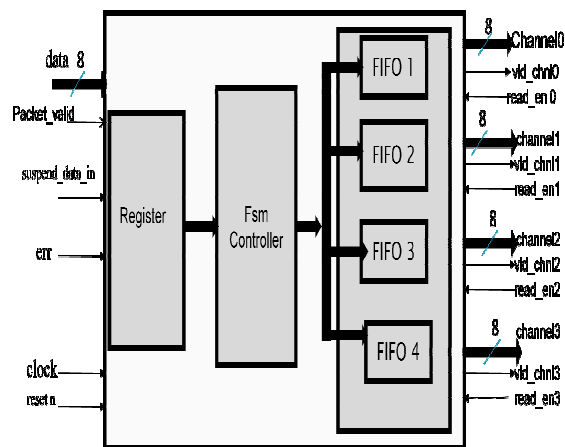 data 8
Packet_valid
suspend_data_in
err
clock
reset n
Register
Fsm
Controller
FIFO 1
FIFO 2
FIFO 3
FIFO 4
8
Channel0
vld_chnl0
read_en 0
8
channel1
vld_chnl1
read_en1
8
channel2
vld_chnl2
read_en2
8
channel3
vld_chnl3
read_en3